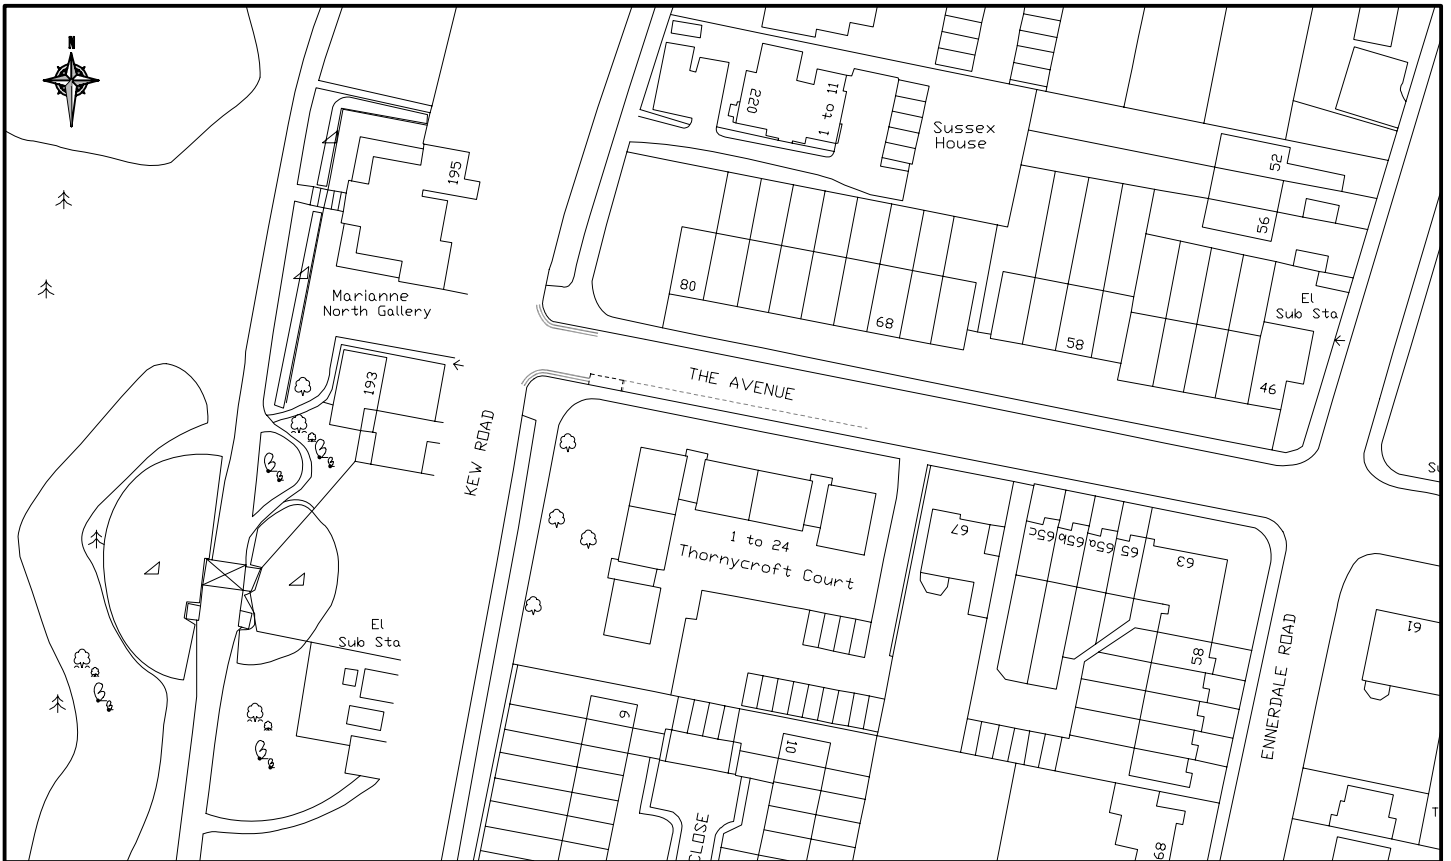 N
220
1 to 11
Sussex
House
195
52
56
Marianne
North Gallery
80
68
58
El
Sub Sta
46
THE AVENUE
193
KEW ROAD
1 to 24
Thornycroft Court
67
65c
65b
65a
65
63
61
El
Sub Sta
58
ENNERDALE ROAD
10
CLOSE
68